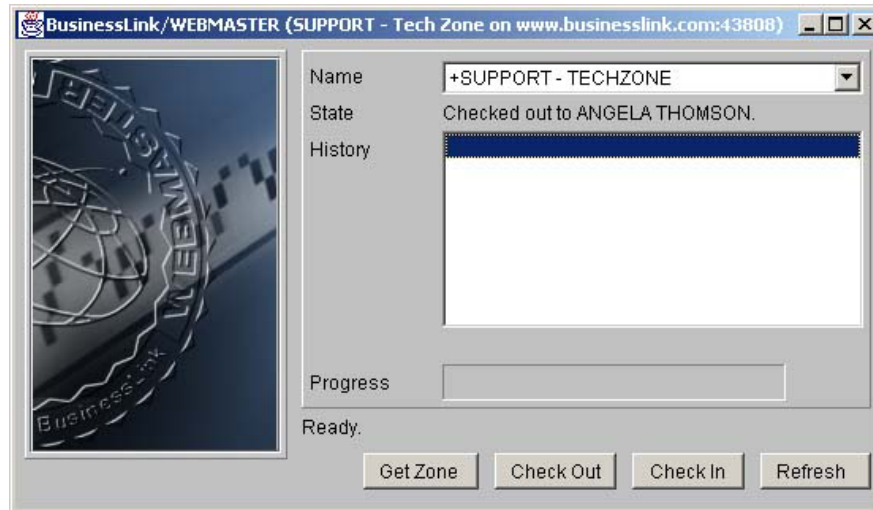 BusinessLink/WEBMASTER (SUPPORT - Tech Zone on www.businesslink.com:43808)
Name +SUPPORT - TECHZONE
State Checked out to ANGELA THOMSON.
History
Progress
Ready.
Get Zone Check Out Check In Refresh
WEBMASTER
BusinessLink